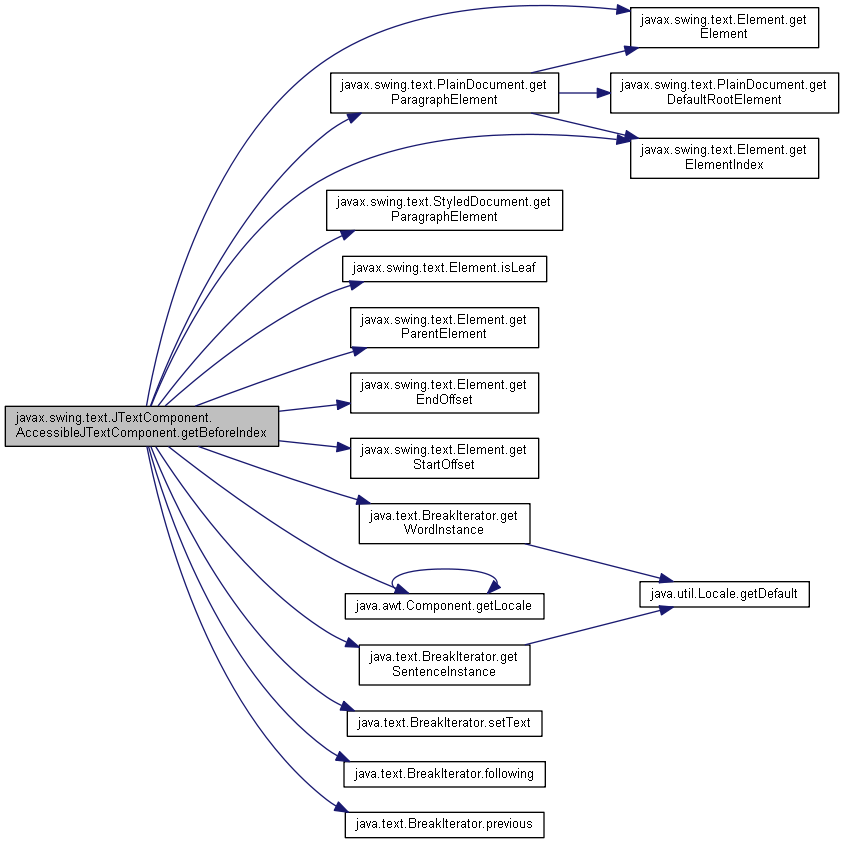 javax.swing.text.Element.get
Element
javax.swing.text.PlainDocument.get
ParagraphElement
javax.swing.text.PlainDocument.get
DefaultRootElement
javax.swing.text.Element.get
ElementIndex
javax.swing.text.StyledDocument.get
ParagraphElement
javax.swing.text.Element.isLeaf
javax.swing.text.Element.get
ParentElement
javax.swing.text.Element.get
EndOffset
javax.swing.text.JTextComponent.
AccessibleJTextComponent.getBeforeIndex
javax.swing.text.Element.get
StartOffset
java.text.BreakIterator.get
WordInstance
java.awt.Component.getLocale
java.util.Locale.getDefault
java.text.BreakIterator.get
SentenceInstance
java.text.BreakIterator.setText
java.text.BreakIterator.following
java.text.BreakIterator.previous